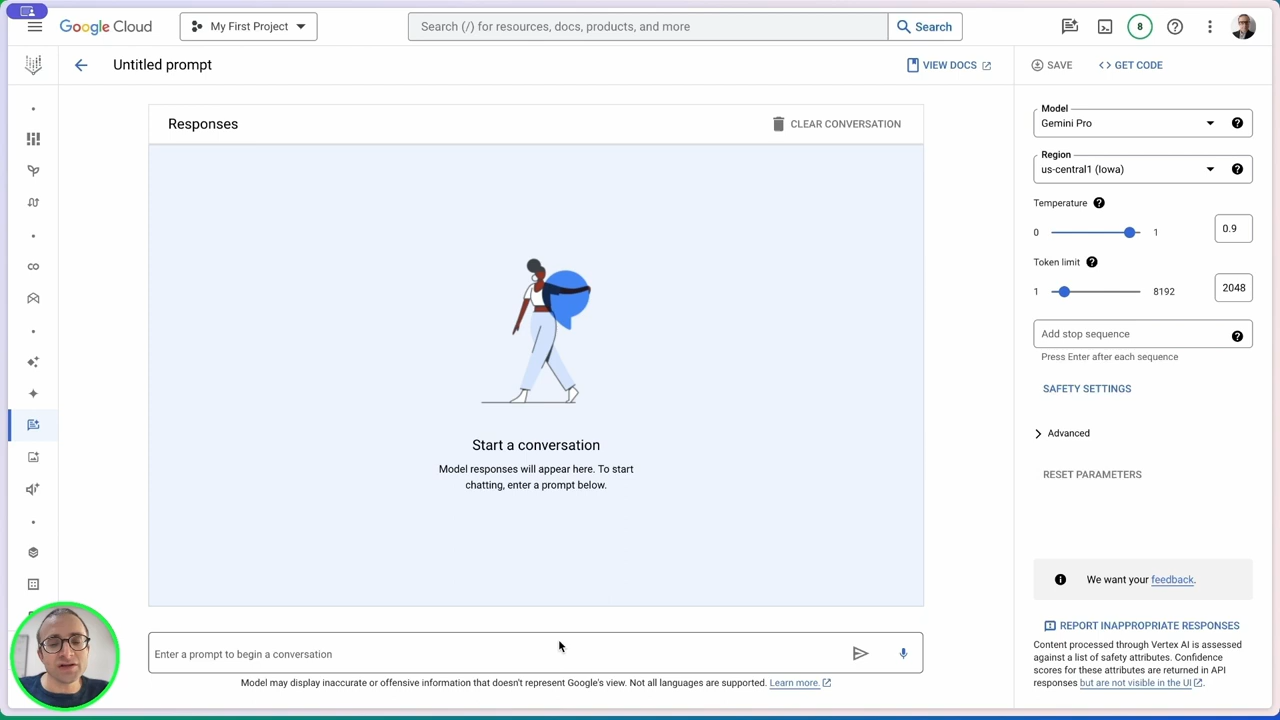 Google Cloud
My First Project
Search (/) for resources, docs, products, and more
Search
8
Untitled prompt
VIEW DOCS
SAVE
GET CODE
Responses
CLEAR CONVERSATION
Start a conversation
Model responses will appear here. To start
chatting, enter a prompt below.
Enter a prompt to begin a conversation
Model may display inaccurate or offensive information that doesn't represent Google's view. Not all languages are supported. Learn more.
Model
Gemini Pro
Region
us-central1 (Iowa)
Temperature
0 1 0.9
Token limit
1 8192 2048
Add stop sequence
Press Enter after each sequence
SAFETY SETTINGS
Advanced
RESET PARAMETERS
We want your feedback.
REPORT INAPPROPRIATE RESPONSES
Content processed through Vertex AI is assessed
against a list of safety attributes. Confidence
scores for these attributes are returned in API
responses but are not visible in the UI.